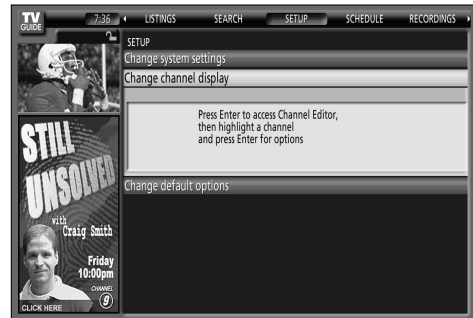 TV
GUIDE
7:36
LISTINGS SEARCH SETUP SCHEDULE RECORDINGS
SETUP
Change system settings
Change channel display
Press Enter to access Channel Editor,
then highlight a channel
and press Enter for options
Change default options
STILL
UNSOLVED
with
Craig Smith
Friday
10:00pm
CHANNEL
9
CLICK HERE